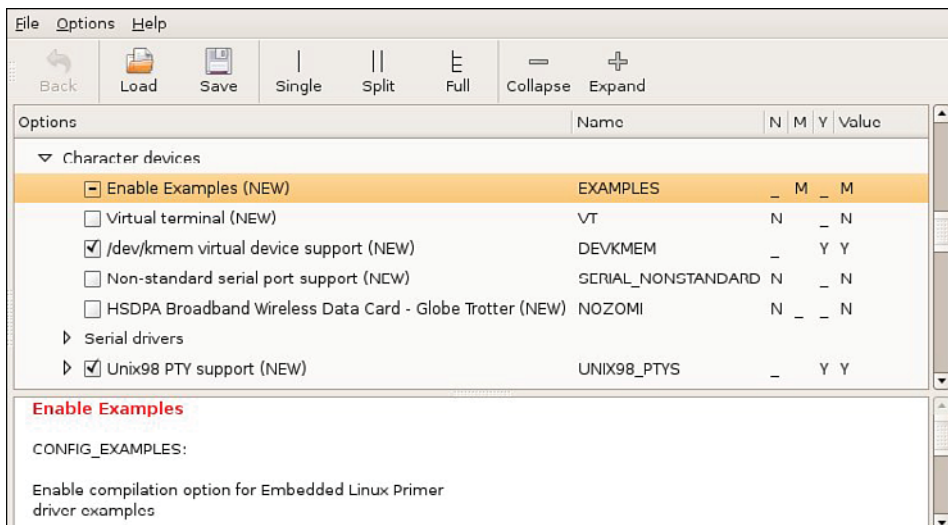 File Options Help
Back Load Save Single Split Full Collapse Expand
Options Name N M Y Value
Character devices
Enable Examples (NEW) EXAMPLES _ M _ M
Virtual terminal (NEW) VT N _ N
/dev/kmem virtual device support (NEW) DEVKMEM _ Y Y
Non-standard serial port support (NEW) SERIAL_NONSTANDARD N _ N
HSDPA Broadband Wireless Data Card - Globe Trotter (NEW) NOZOMI N _ _ N
Serial drivers
Unix98 PTY support (NEW) UNIX98_PTYS _ Y Y
Enable Examples
CONFIG_EXAMPLES:
Enable compilation option for Embedded Linux Primer
driver examples